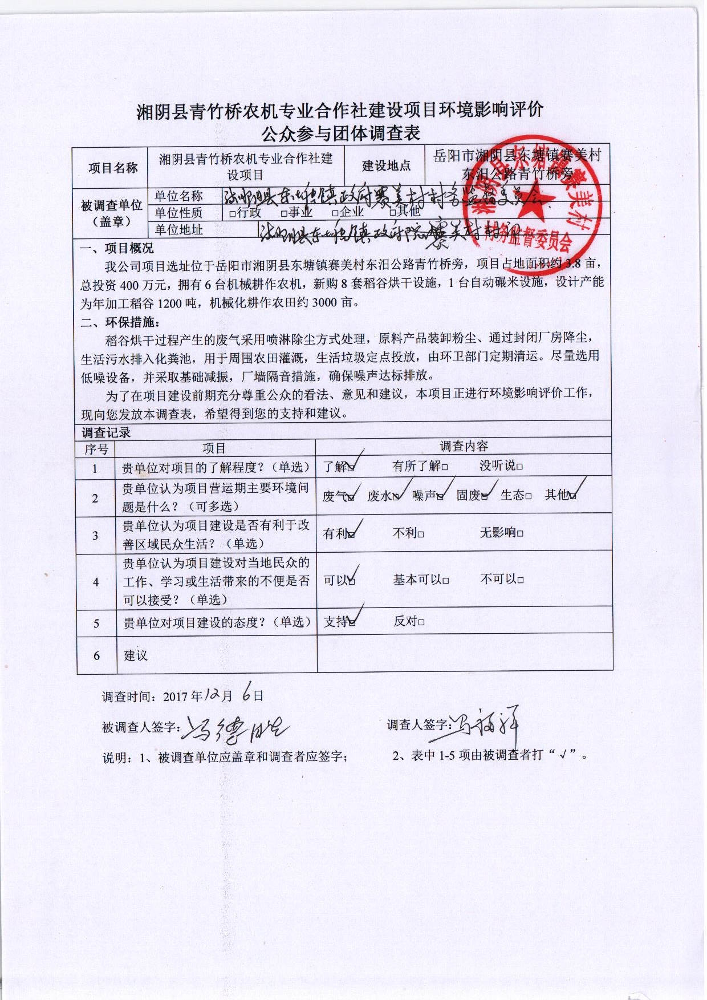 湘阴县青竹桥农机专业合作社建设项目环境影响评价
公众参与团体调查表
项目名称
湘阴县青竹桥农机专业合作社建
设项目
建设地点
岳阳市湘阴县东塘镇赛美村
东汨公路青竹桥旁
被调查单位
（盖章）
单位名称
湘阴县东塘镇政府赛美村村务监督委员会
单位性质
□行政 □事业 □企业 □其他
单位地址
湘阴县东塘镇政府院赛美村村
湘阴县东塘镇赛美村
村务监督委员会
一、项目概况
我公司项目选址位于岳阳市湘阴县东塘镇赛美村东汨公路青竹桥旁，项目占地面积约 3.8 亩，
总投资 400 万元，拥有 6 台机械耕作农机，新购 8 套稻谷烘干设施，1 台自动碾米设施，设计产能
为年加工稻谷 1200 吨，机械化耕作农田约 3000 亩。
二、环保措施：
稻谷烘干过程产生的废气采用喷淋除尘方式处理，原料产品装卸粉尘、通过封闭厂房降尘，
生活污水排入化粪池，用于周围农田灌溉，生活垃圾定点投放，由环卫部门定期清运。尽量选用
低噪设备，并采取基础减振，厂墙隔音措施，确保噪声达标排放。
为了在项目建设前期充分尊重公众的看法、意见和建议，本项目正进行环境影响评价工作，
现向您发放本调查表，希望得到您的支持和建议。
调查记录
序号 项目 调查内容
1 贵单位对项目的了解程度？（单选） 了解□√ 有所了解□ 没听说□
2 贵单位认为项目营运期主要环境问
题是什么？（可多选）
废气□√ 废水□√ 噪声□√ 固废□√ 生态□ 其他□√
3 贵单位认为项目建设是否有利于改
善区域民众生活？（单选）
有利□√ 不利□ 无影响□
4 贵单位认为项目建设对当地民众的
工作、学习或生活带来的不便是否
可以接受？（单选）
可以□√ 基本可以□ 不可以□
5 贵单位对项目建设的态度？（单选） 支持□√ 反对□
6 建议
调查时间：2017 年 12 月 6 日
被调查人签字：冯德胜 调查人签字：冯福祥
说明：1、被调查单位应盖章和调查者应签字； 2、表中 1-5 项由被调查者打“√”。